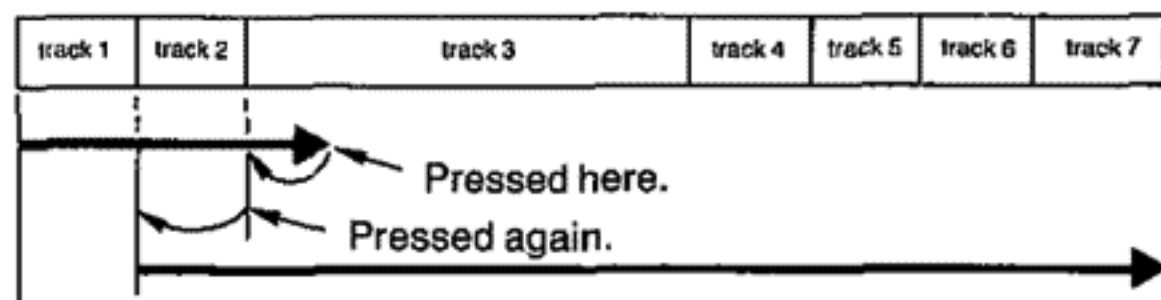 track 1 track 2 track 3 track 4 track 5 track 6 track 7
Pressed here.
Pressed again.